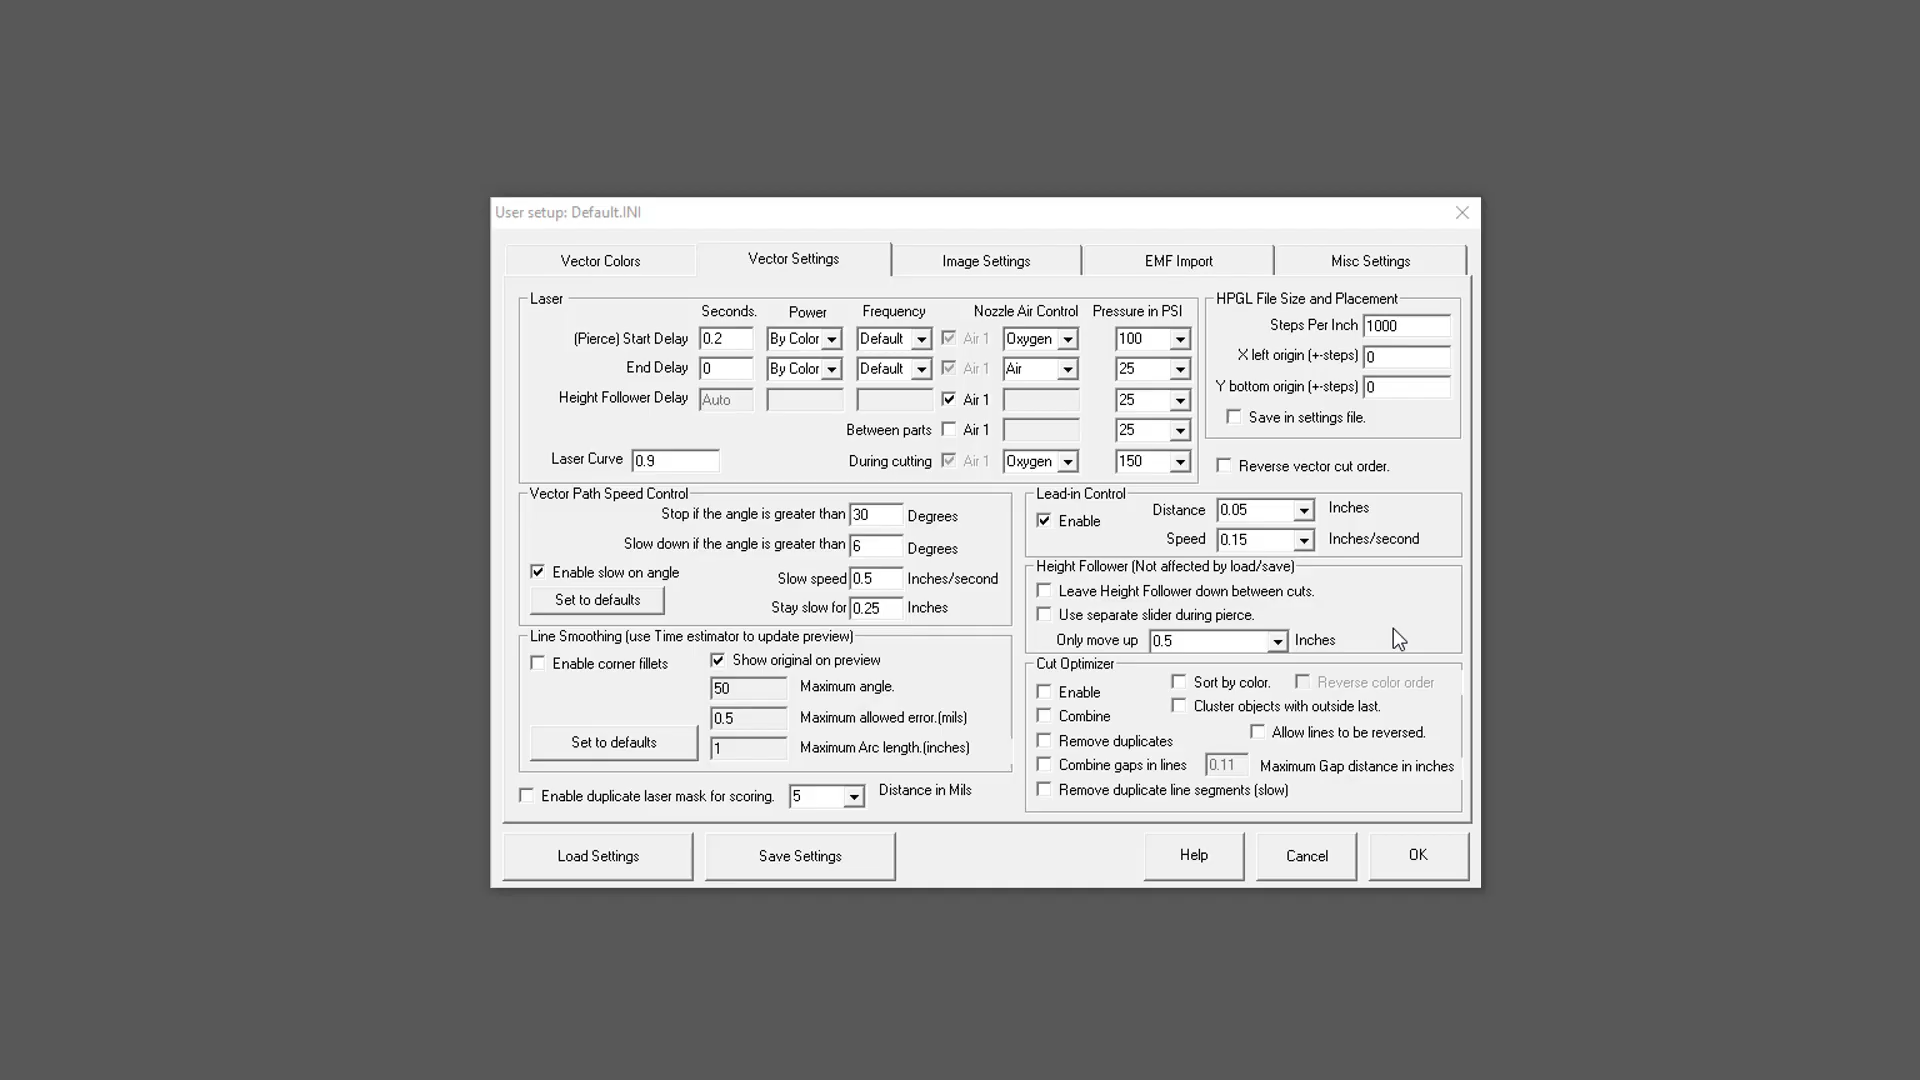 User setup: Default.INI
Vector Colors
Vector Settings
Image Settings
EMF Import
Misc Settings
Laser
Seconds. Power Frequency Nozzle Air Control Pressure in PSI
(Pierce) Start Delay 0.2 By Color Default Air 1 Oxygen 100
End Delay 0 By Color Default Air 1 Air 25
Height Follower Delay Auto Air 1 25
Between parts Air 1 25
Laser Curve 0.9 During cutting Air 1 Oxygen 150
HPGL File Size and Placement
Steps Per Inch 1000
X left origin (+-steps) 0
Y bottom origin (+-steps) 0
Save in settings file.
Reverse vector cut order.
Vector Path Speed Control
Stop if the angle is greater than 30 Degrees
Slow down if the angle is greater than 6 Degrees
Enable slow on angle Slow speed 0.5 Inches/second
Set to defaults Stay slow for 0.25 Inches
Lead-in Control
Enable Distance 0.05 Inches
Speed 0.15 Inches/second
Height Follower (Not affected by load/save)
Leave Height Follower down between cuts.
Use separate slider during pierce.
Only move up 0.5 Inches
Line Smoothing (use Time estimator to update preview)
Enable corner fillets Show original on preview
50 Maximum angle.
0.5 Maximum allowed error.(mils)
Set to defaults 1 Maximum Arc length.(inches)
Enable duplicate laser mask for scoring. 5 Distance in Mils
Cut Optimizer
Enable Sort by color. Reverse color order
Combine Cluster objects with outside last.
Remove duplicates Allow lines to be reversed.
Combine gaps in lines 0.11 Maximum Gap distance in inches
Remove duplicate line segments (slow)
Load Settings Save Settings Help Cancel OK